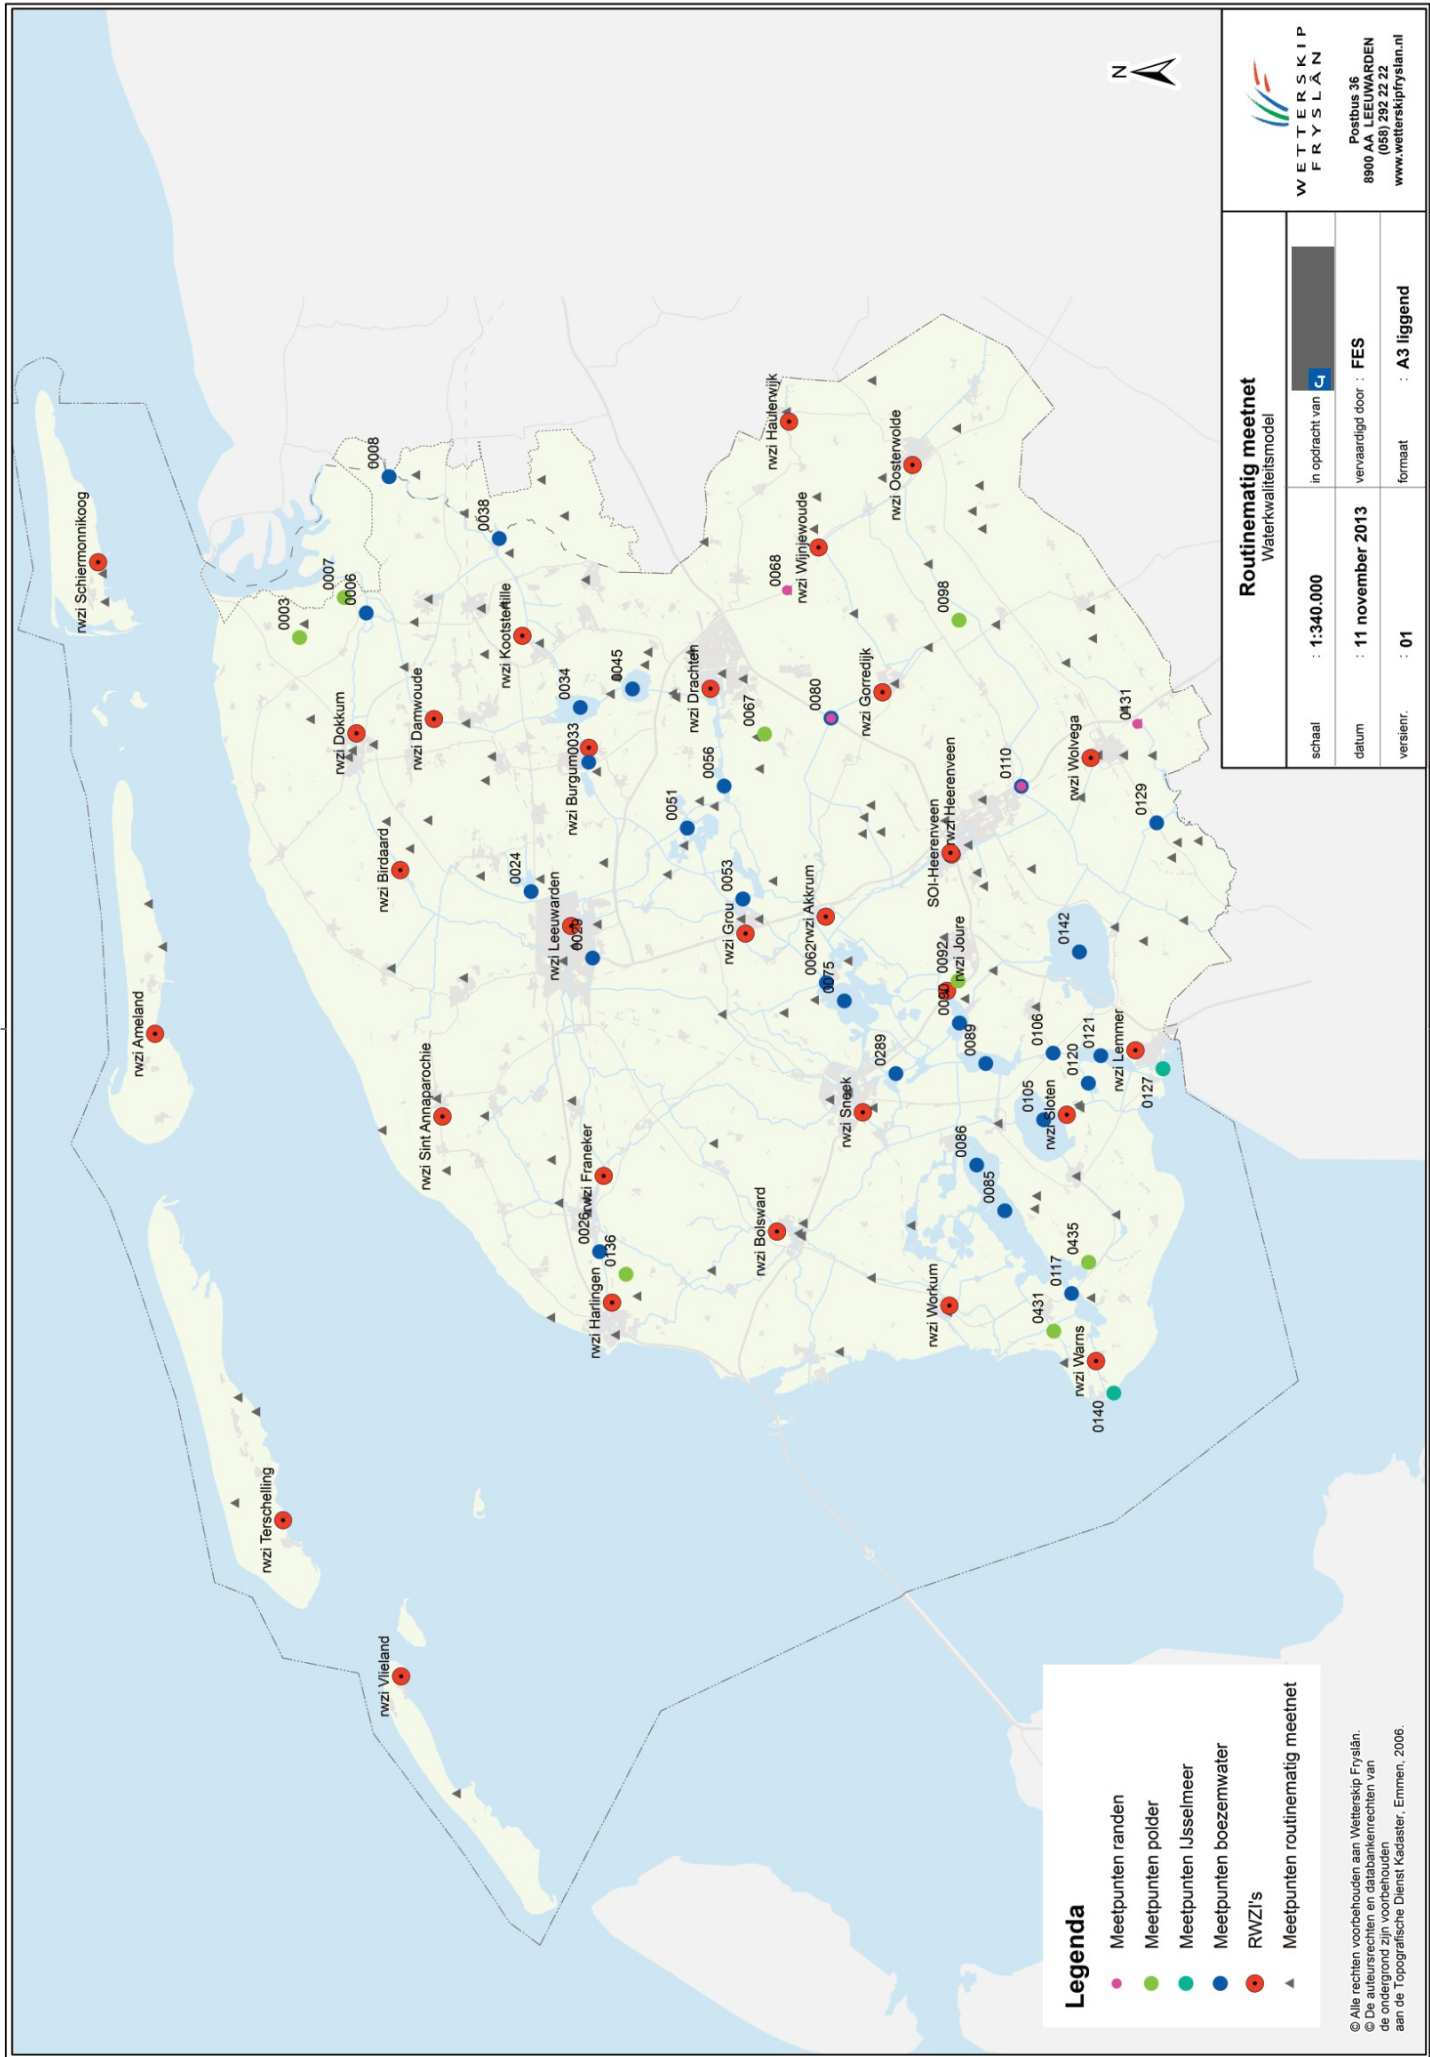 rwzi Schiermonnikoog
rwzi Ameland
rwzi Terschelling
rwzi Vlieland
0003
0007
0006
0008
rwzi Dokkum
rwzi Damwoude
rwzi Birdaard
rwzi Sint Annaparochie
0038
rwzi Kootstertille
0024
rwzi Leeuwarden
0029
0034
0045
rwzi Burgum
0033
rwzi Franeker
0026
0136
rwzi Harlingen
rwzi Drachten
0067
0056
0051
0053
rwzi Grou
0068
rwzi Wijnjewoude
rwzi Haulerwijk
rwzi Oosterwolde
0080
rwzi Gorredijk
0098
rwzi Akkrum
0062
0075
rwzi Bolsward
rwzi Sneek
0289
SOI-Heerenveen
rwzi Heerenveen
rwzi Joure
0092
0090
0089
0110
rwzi Wolvega
0431
0129
0142
0106
0121
0120
0105
rwzi Sloten
rwzi Lemmer
0127
0086
0085
rwzi Workum
0435
0117
0431
rwzi Warns
0140
N
Legenda
Meetpunten randen
Meetpunten polder
Meetpunten IJsselmeer
Meetpunten boezemwater
RWZI's
Meetpunten routinematig meetnet
© Alle rechten voorbehouden aan Wetterskip Fryslân.
© De auteursrechten en databankenrechten van
de ondergrond zijn voorbehouden
aan de Topografische Dienst Kadaster, Emmen, 2006.
Routinematig meetnet
Waterkwaliteitsmodel
schaal : 1:340.000
in opdracht van
datum : 11 november 2013
vervaardigd door : FES
versienr. : 01
formaat : A3 liggend
WETTERSKIP
FRYSLÂN
Postbus 36
8900 AA LEEUWARDEN
(058) 292 22 22
www.wetterskipfryslan.nl